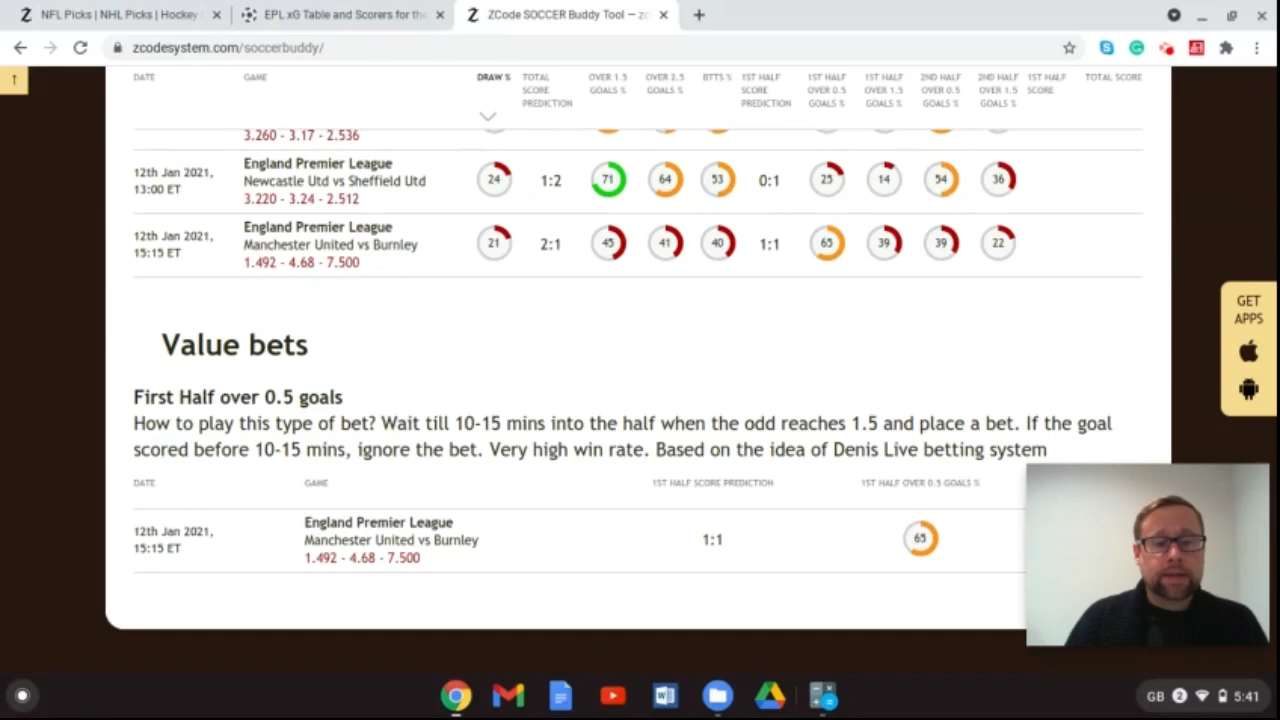 NFL Picks | NHL Picks | Hockey
EPL xG Table and Scorers for the
ZCode SOCCER Buddy Tool — zc
zcodesystem.com/soccerbuddy/
DATE GAME DRAW % TOTAL SCORE PREDICTION OVER 1.5 GOALS % OVER 2.5 GOALS % BTTS % 1ST HALF SCORE PREDICTION 1ST HALF OVER 0.5 GOALS % 1ST HALF OVER 1.5 GOALS % 2ND HALF OVER 0.5 GOALS % 2ND HALF OVER 1.5 GOALS % 1ST HALF SCORE TOTAL SCORE
3.260 - 3.17 - 2.536
England Premier League
12th Jan 2021, 13:00 ET Newcastle Utd vs Sheffield Utd 24 1:2 71 64 53 0:1 25 14 54 36
3.220 - 3.24 - 2.512
England Premier League
12th Jan 2021, 15:15 ET Manchester United vs Burnley 21 2:1 45 41 40 1:1 65 39 39 22
1.492 - 4.68 - 7.500
GET
APPS
Value bets
First Half over 0.5 goals
How to play this type of bet? Wait till 10-15 mins into the half when the odd reaches 1.5 and place a bet. If the goal
scored before 10-15 mins, ignore the bet. Very high win rate. Based on the idea of Denis Live betting system
DATE GAME 1ST HALF SCORE PREDICTION 1ST HALF OVER 0.5 GOALS %
England Premier League
12th Jan 2021, 15:15 ET Manchester United vs Burnley 1:1 65
1.492 - 4.68 - 7.500
GB 2 5:41